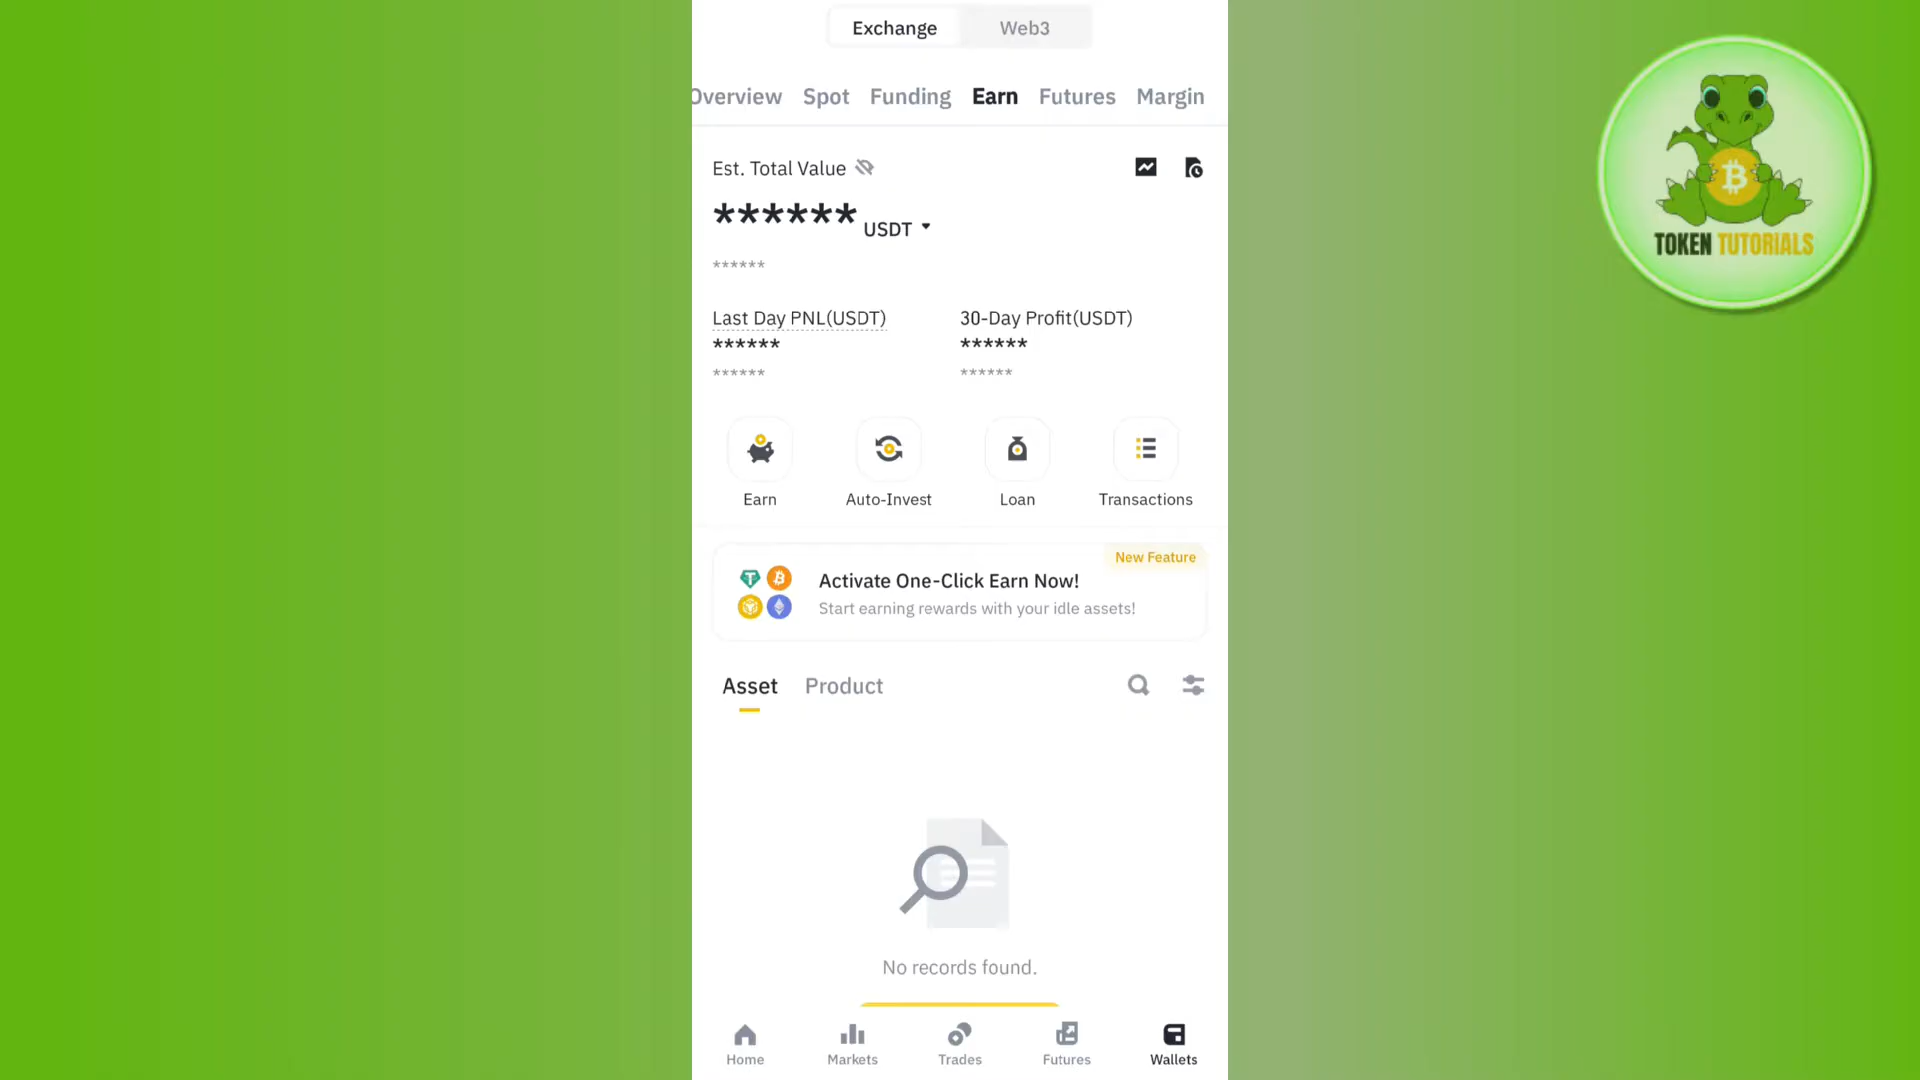 Exchange Web3
Overview Spot Funding Earn Futures Margin
Est. Total Value
****** USDT
******
Last Day PNL(USDT) 30-Day Profit(USDT)
****** ******
****** ******
Earn Auto-Invest Loan Transactions
New Feature
Activate One-Click Earn Now!
Start earning rewards with your idle assets!
Asset Product
No records found.
Home Markets Trades Futures Wallets
TOKEN TUTORIALS